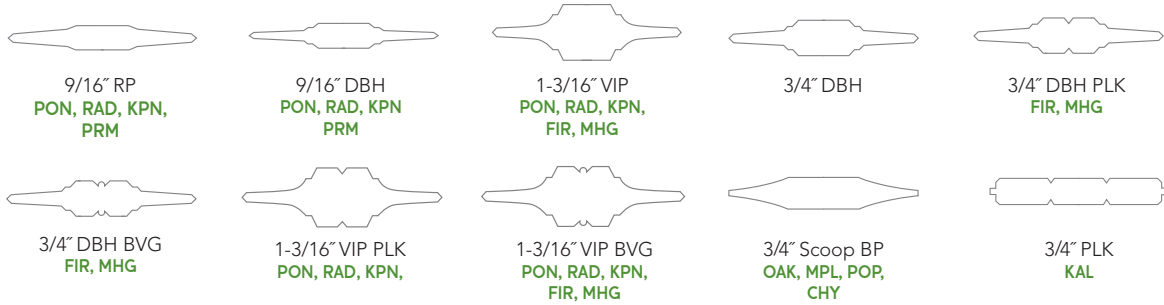 9/16″ RP
PON, RAD, KPN,
PRM
9/16″ DBH
PON, RAD, KPN
PRM
1-3/16″ VIP
PON, RAD, KPN,
FIR, MHG
3/4″ DBH
3/4″ DBH PLK
FIR, MHG
3/4″ DBH BVG
FIR, MHG
1-3/16″ VIP PLK
PON, RAD, KPN,
1-3/16″ VIP BVG
PON, RAD, KPN,
FIR, MHG
3/4″ Scoop BP
OAK, MPL, POP,
CHY
3/4″ PLK
KAL